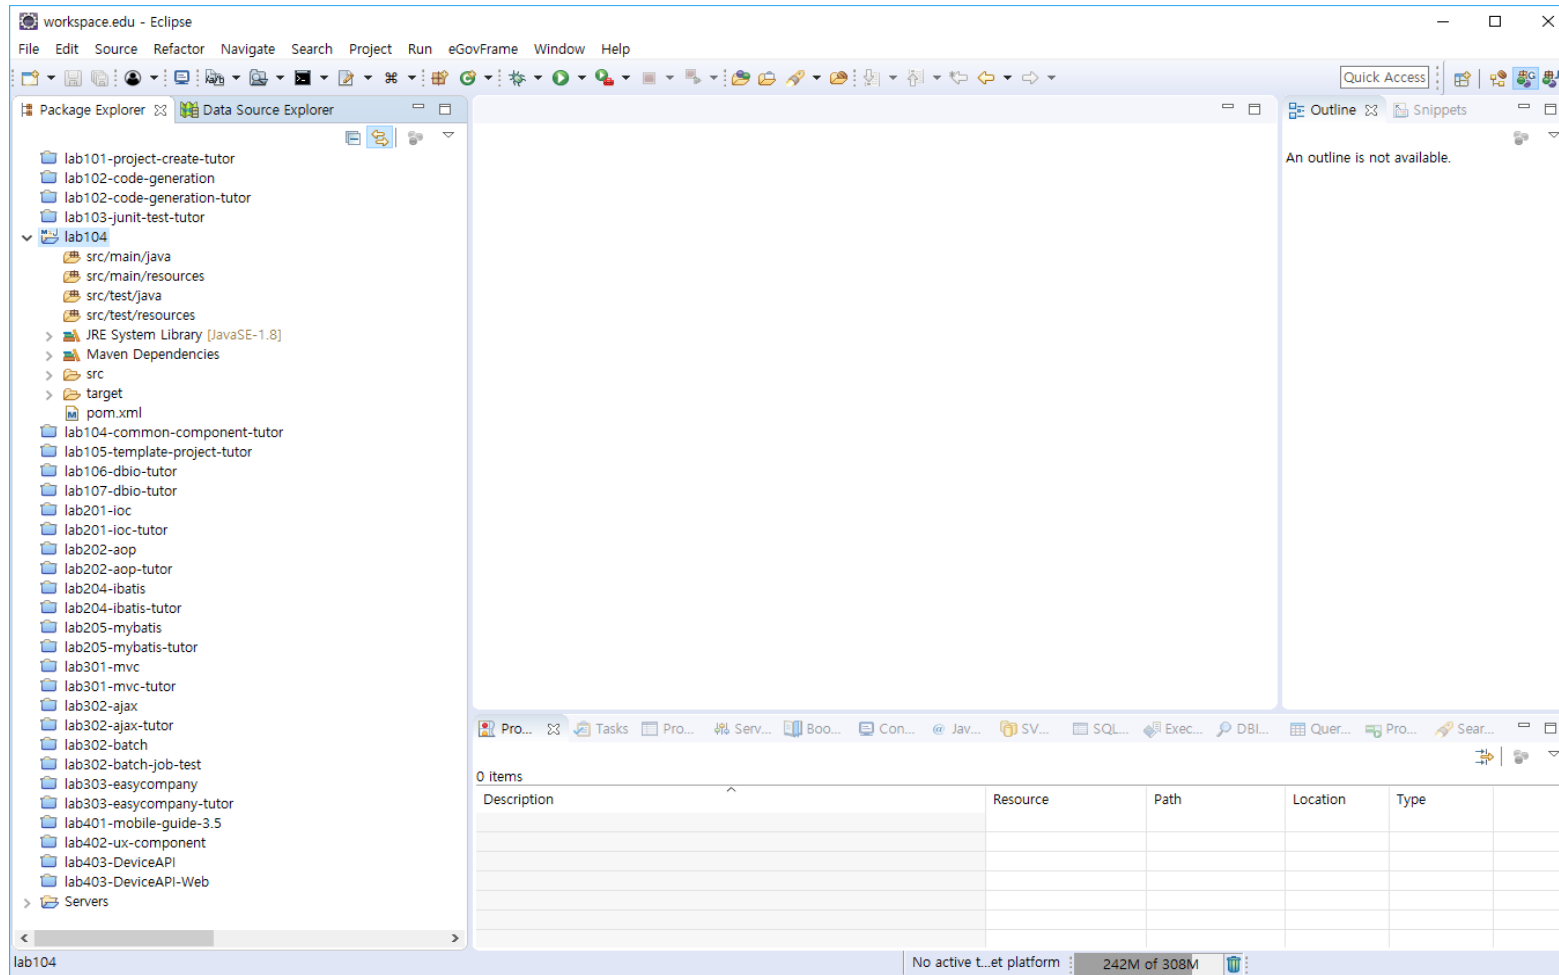 workspace.edu - Eclipse
File Edit Source Refactor Navigate Search Project Run eGovFrame Window Help
Quick Access
Package Explorer Data Source Explorer
lab101-project-create-tutor
lab102-code-generation
lab102-code-generation-tutor
lab103-junit-test-tutor
lab104
src/main/java
src/main/resources
src/test/java
src/test/resources
JRE System Library [JavaSE-1.8]
Maven Dependencies
src
target
pom.xml
lab104-common-component-tutor
lab105-template-project-tutor
lab106-dbio-tutor
lab107-dbio-tutor
lab201-ioc
lab201-ioc-tutor
lab202-aop
lab202-aop-tutor
lab204-ibatis
lab204-ibatis-tutor
lab205-mybatis
lab205-mybatis-tutor
lab301-mvc
lab301-mvc-tutor
lab302-ajax
lab302-ajax-tutor
lab302-batch
lab302-batch-job-test
lab303-easycompany
lab303-easycompany-tutor
lab401-mobile-guide-3.5
lab402-ux-component
lab403-DeviceAPI
lab403-DeviceAPI-Web
Servers
Outline Snippets
An outline is not available.
Pro... Tasks Pro... Serv... Boo... Con... Jav... SV... SQL... Exec... DBI... Quer... Pro... Sear...
0 items
Description Resource Path Location Type
lab104
No active t...et platform 242M of 308M